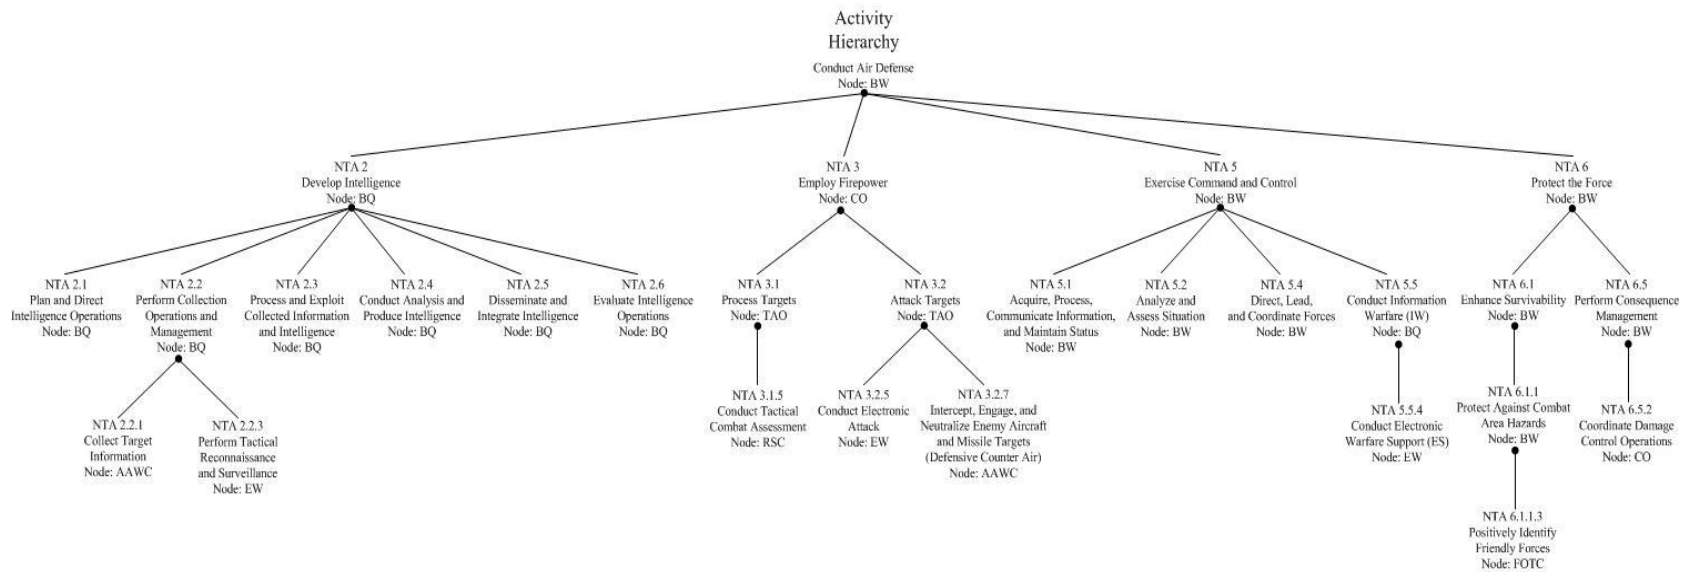 Activity
Hierarchy
Conduct Air Defense
Node: BW
NTA 2
Develop Intelligence
Node: BQ
NTA 3
Employ Firepower
Node: CO
NTA 5
Exercise Command and Control
Node: BW
NTA 6
Protect the Force
Node: BW
NTA 2.1
Plan and Direct
Intelligence Operations
Node: BQ
NTA 2.2
Perform Collection
Operations and
Management
Node: BQ
NTA 2.3
Process and Exploit
Collected Information
and Intelligence
Node: BQ
NTA 2.4
Conduct Analysis and
Produce Intelligence
Node: BQ
NTA 2.5
Disseminate and
Integrate Intelligence
Node: BQ
NTA 2.6
Evaluate Intelligence
Operations
Node: BQ
NTA 3.1
Process Targets
Node: TAO
NTA 3.2
Attack Targets
Node: TAO
NTA 5.1
Acquire, Process,
Communicate Information,
and Maintain Status
Node: BW
NTA 5.2
Analyze and
Assess Situation
Node: BW
NTA 5.4
Direct, Lead,
and Coordinate Forces
Node: BW
NTA 5.5
Conduct Information
Warfare (IW)
Node: BQ
NTA 6.1
Enhance Survivability
Node: BW
NTA 6.5
Perform Consequence
Management
Node: BW
NTA 2.2.1
Collect Target
Information
Node: AAWC
NTA 2.2.3
Perform Tactical
Reconnaissance
and Surveillance
Node: EW
NTA 3.1.5
Conduct Tactical
Combat Assessment
Node: RSC
NTA 3.2.5
Conduct Electronic
Attack
Node: EW
NTA 3.2.7
Intercept, Engage, and
Neutralize Enemy Aircraft
and Missile Targets
(Defensive Counter Air)
Node: AAWC
NTA 5.5.4
Conduct Electronic
Warfare Support (ES)
Node: EW
NTA 6.1.1
Protect Against Combat
Area Hazards
Node: BW
NTA 6.5.2
Coordinate Damage
Control Operations
Node: CO
NTA 6.1.1.3
Positively Identify
Friendly Forces
Node: FOTC